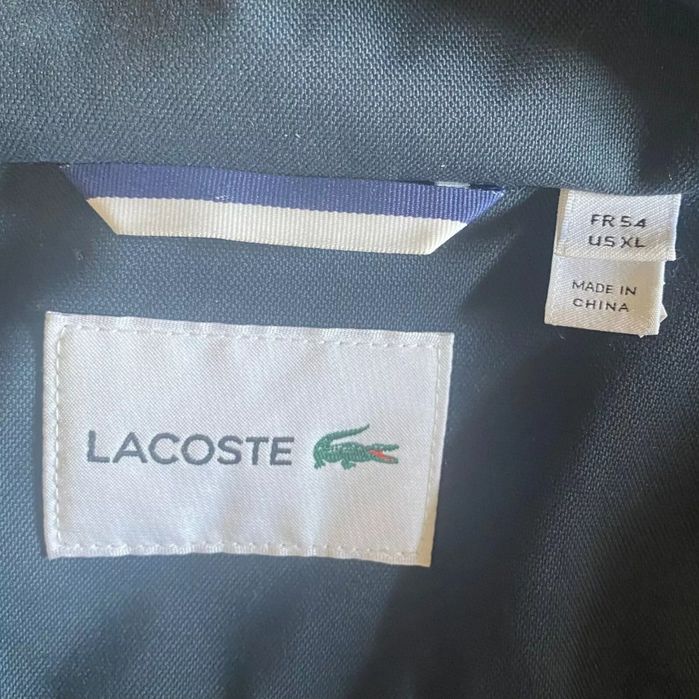 FR 54
US XL
MADE IN
CHINA
LACOSTE